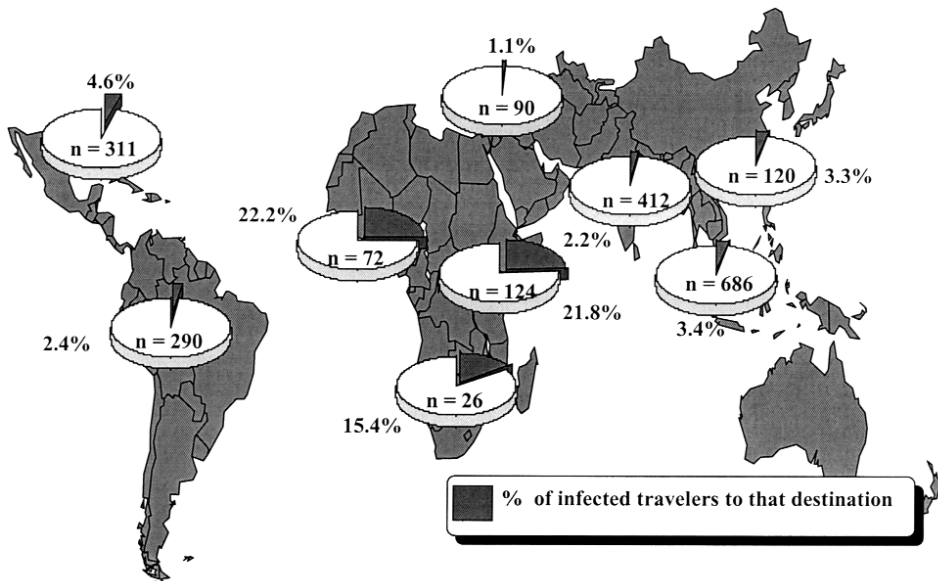 1.1%
4.6%
n = 90
n = 311
n = 120
3.3%
n = 412
22.2%
2.2%
n = 72
n = 124
n = 686
21.8%
3.4%
2.4%
n = 290
n = 26
15.4%
% of infected travelers to that destination